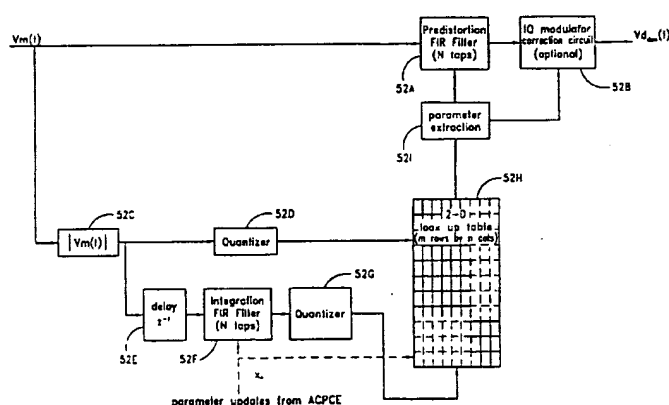 Vm(t)
Predistortion
FIR Filter
(N taps)
IQ modulator
correction circuit
(optional)
Vd_dm(t)
52A
52B
parameter
extraction
52I
52H
52C
52D
2-D
look up table
(m rows by n cols)
|Vm(t)|
Quantizer
52G
delay
z⁻¹
Integration
FIR Filter
(N taps)
Quantizer
52E
52F
parameter updates from ACPCE